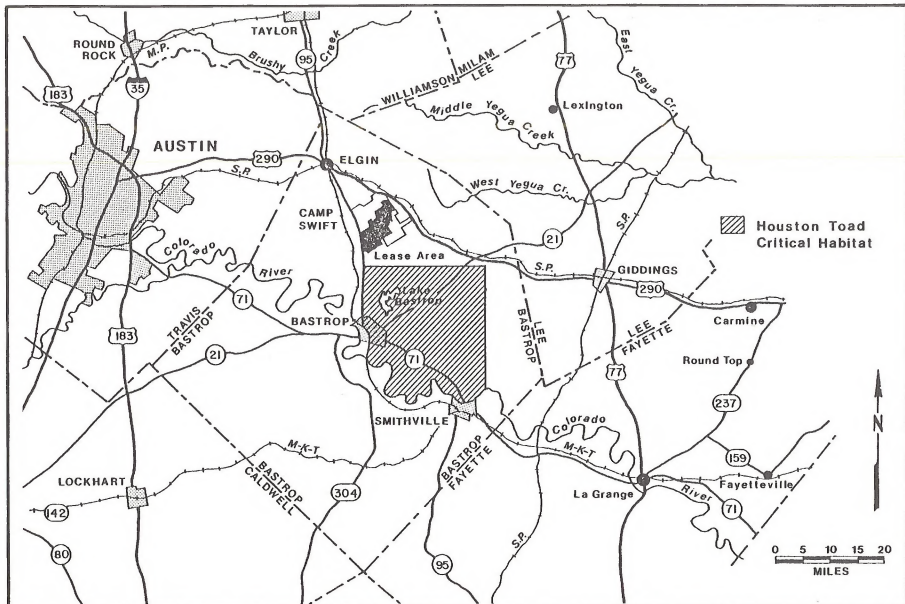 TAYLOR
ROUND
ROCK
M.P.
Brushy
Creek
95
35
183
WILLIAMSON
MILAM
LEE
77
East
Yegua Cr.
Lexington
Middle Yegua Creek
AUSTIN
290
S.P.
ELGIN
West Yegua Cr.
CAMP
SWIFT
Lease Area
21
S.P.
Houston Toad
Critical Habitat
Colorado
River
71
S.P.
GIDDINGS
290
Lake
Bastrop
BASTROP
TRAVIS
BASTROP
LEE
BASTROP
LEE
FAYETTE
Carmine
183
21
71
77
Round Top
237
SMITHVILLE
Colorado
N
M-K-T
BASTROP
FAYETTE
M-K-T
159
LOCKHART
BASTROP
CALDWELL
304
La Grange
Fayetteville
River
71
142
80
95
S.P.
0 5 10 15 20
MILES